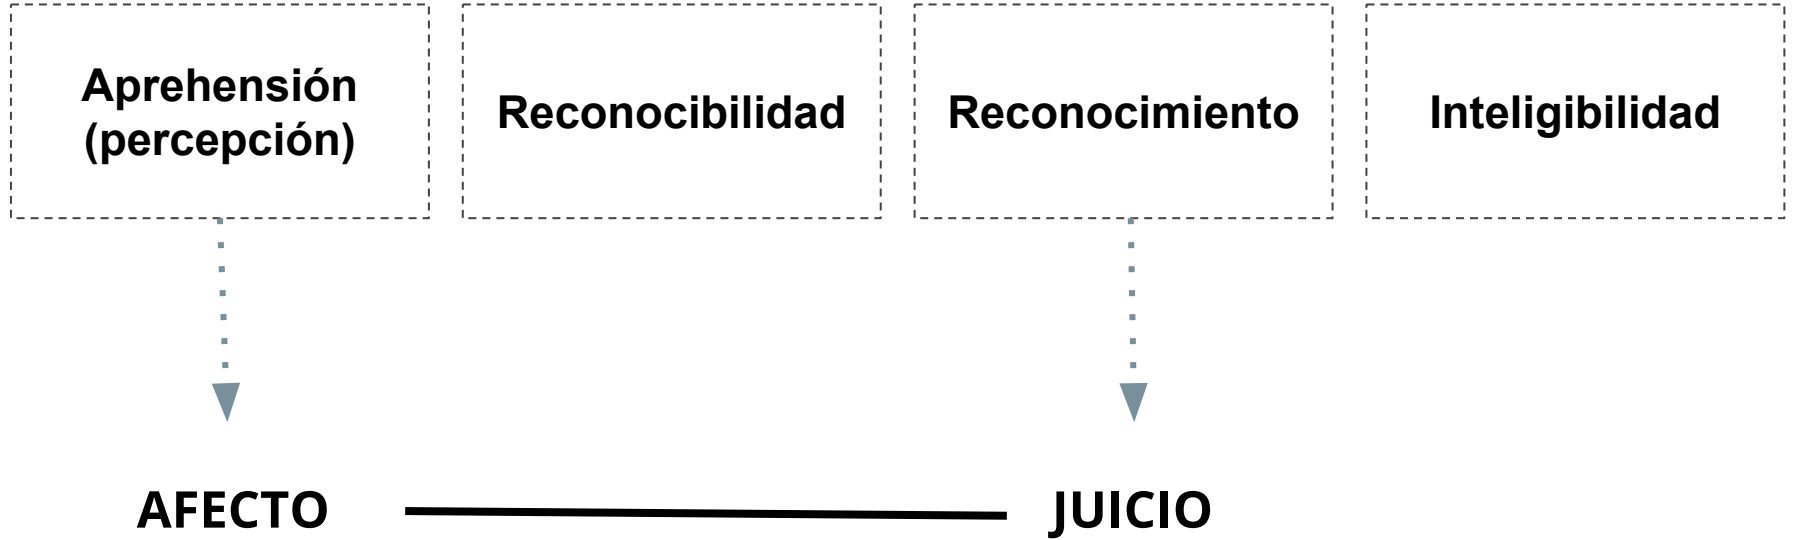 Aprehensión
(percepción)
Reconocibilidad
Reconocimiento
Inteligibilidad
AFECTO
JUICIO